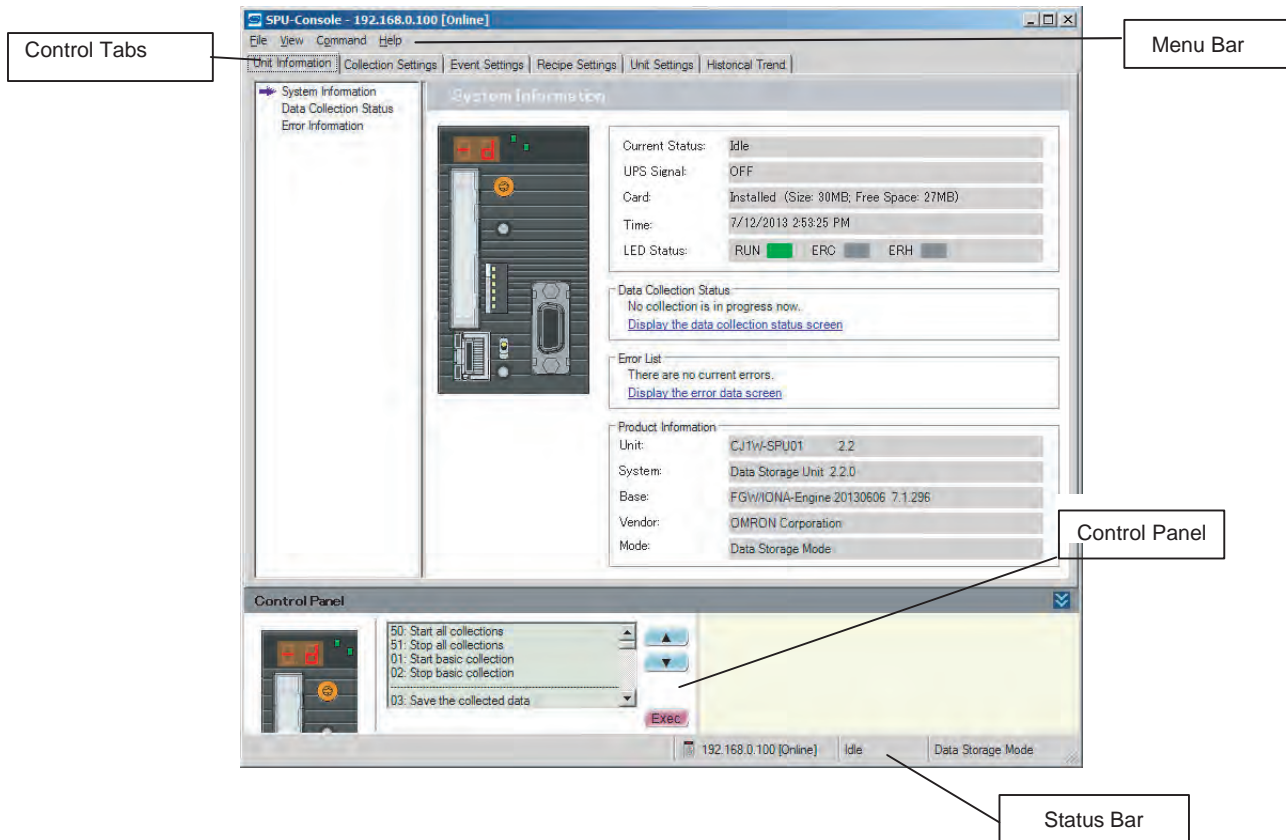 SPU-Console - 192.168.0.100 [Online]
File View Command Help
Control Tabs
Menu Bar
Unit Information Collection Settings Event Settings Recipe Settings Unit Settings Historical Trend
System Information
Data Collection Status
Error Information
System Information
Current Status: Idle
UPS Signal: OFF
Card: Installed (Size: 30MB; Free Space: 27MB)
Time: 7/12/2013 2:53:25 PM
LED Status: RUN ERC ERH
Data Collection Status
No collection is in progress now.
Display the data collection status screen
Error List
There are no current errors.
Display the error data screen
Product Information
Unit: CJ1W-SPU01 2.2
System: Data Storage Unit 2.2.0
Base: FGW/IONA-Engine 20130606 7.1.296
Vendor: OMRON Corporation
Mode: Data Storage Mode
Control Panel
Control Panel
50: Start all collections
51: Stop all collections
01: Start basic collection
02: Stop basic collection
03: Save the collected data
Exec
192.168.0.100 [Online] Idle Data Storage Mode
Status Bar